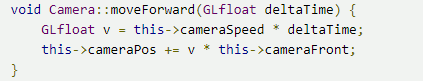 void Camera::moveForward(GLfloat deltaTime) {
    GLfloat v = this->cameraSpeed * deltaTime;
    this->cameraPos += v * this->cameraFront;
}